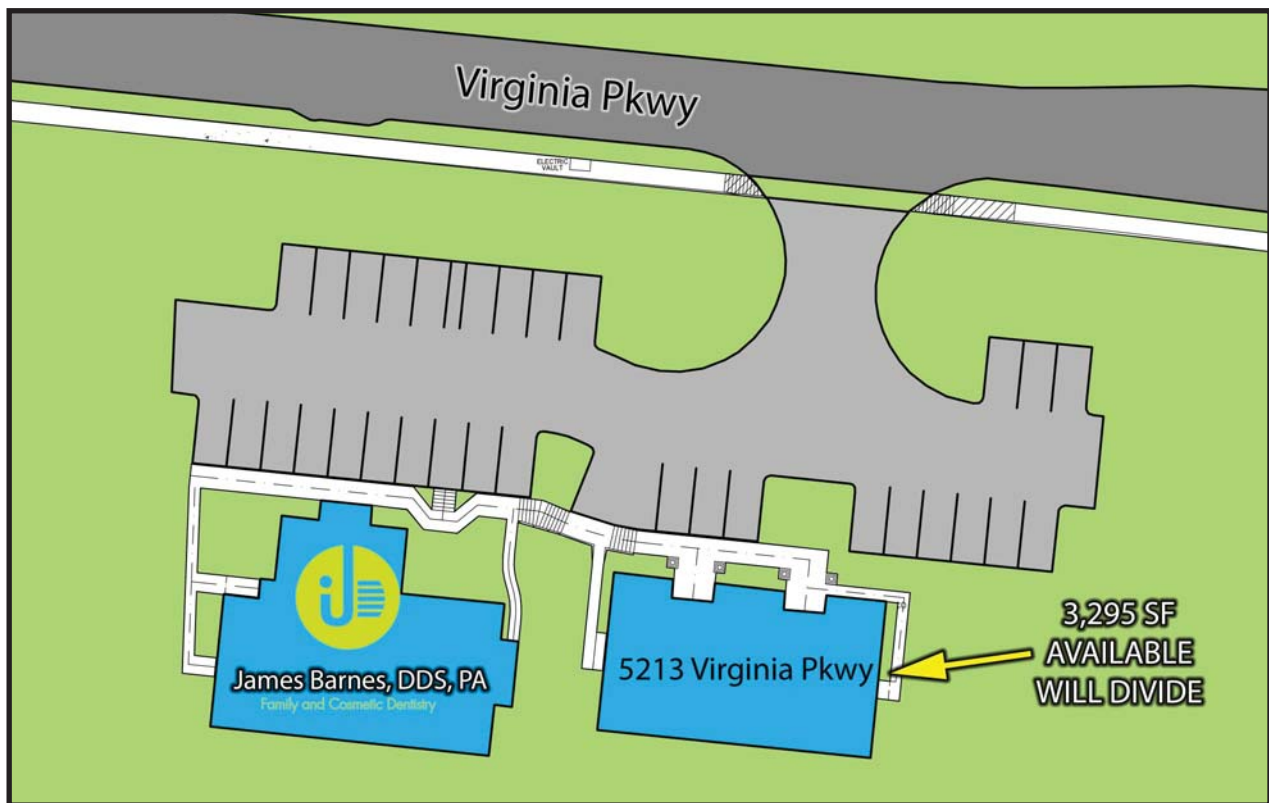 Virginia Pkwy
ELECTRIC
VAULT
James Barnes, DDS, PA
Family and Cosmetic Dentistry
5213 Virginia Pkwy
3,295 SF
AVAILABLE
WILL DIVIDE